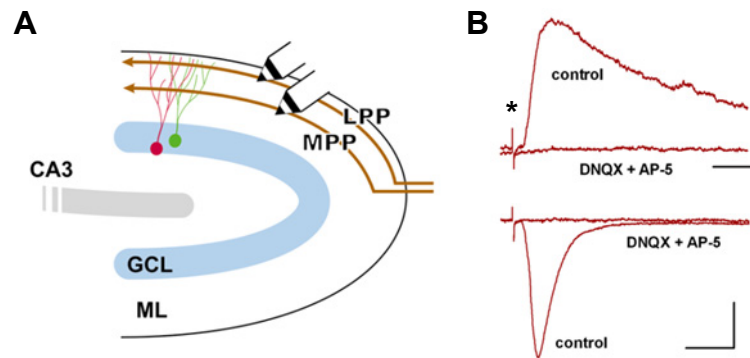 A
LPP
MPP
CA3
GCL
ML
B
control
*
DNQX + AP-5
DNQX + AP-5
control